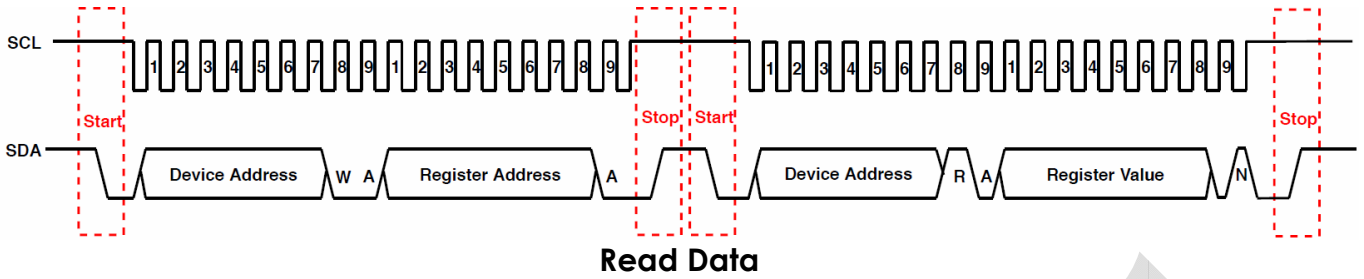 SCL 1 2 3 4 5 6 7 8 9 1 2 3 4 5 6 7 8 9 1 2 3 4 5 6 7 8 9 1 2 3 4 5 6 7 8 9
Start Stop Start Stop
SDA Device Address W A Register Address A Device Address R A Register Value N
Read Data